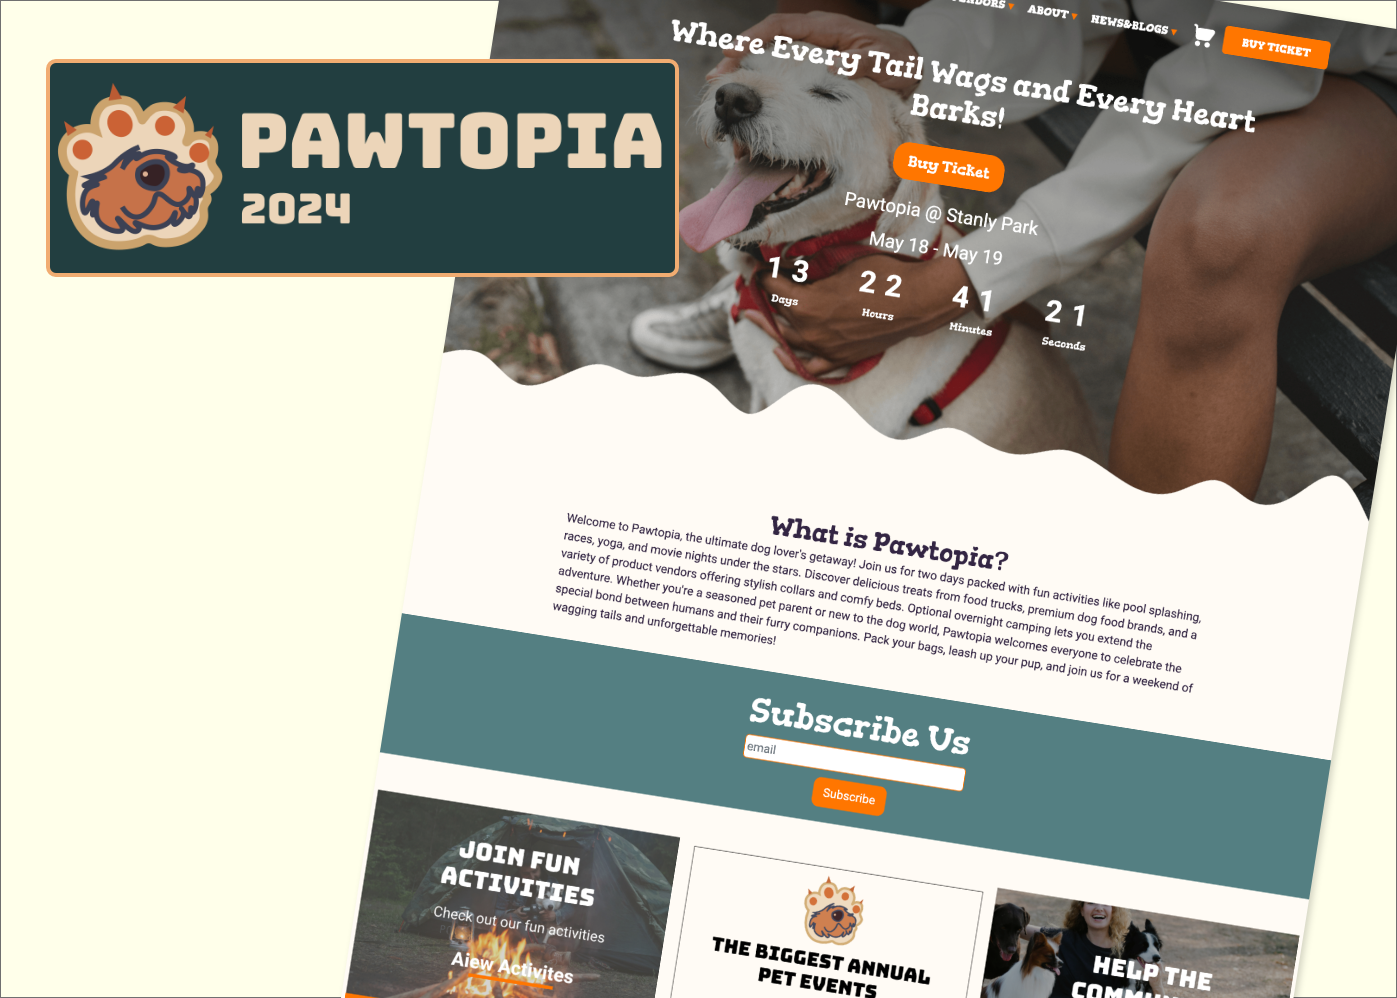 PAWTOPIA
2024
ABOUT
NEWS&BLOGS
BUY TICKET
Where Every Tail Wags and Every Heart
Barks!
Buy Ticket
Pawtopia @ Stanly Park
May 18 - May 19
13 22 41 21
Days Hours Minutes Seconds
What is Pawtopia?
Welcome to Pawtopia, the ultimate dog lover's getaway! Join us for two days packed with fun activities like pool splashing,
races, yoga, and movie nights under the stars. Discover delicious treats from food trucks, premium dog food brands, and a
variety of product vendors offering stylish collars and comfy beds. Optional overnight camping lets you extend the
adventure. Whether you're a seasoned pet parent or new to the dog world, Pawtopia welcomes everyone to celebrate the
special bond between humans and their furry companions. Pack your bags, leash up your pup, and join us for a weekend of
wagging tails and unforgettable memories!
Subscribe Us
email
Subscribe
JOIN FUN
ACTIVITIES
Check out our fun activities
Aiew Activites
THE BIGGEST ANNUAL
PET EVENTS
HELP THE